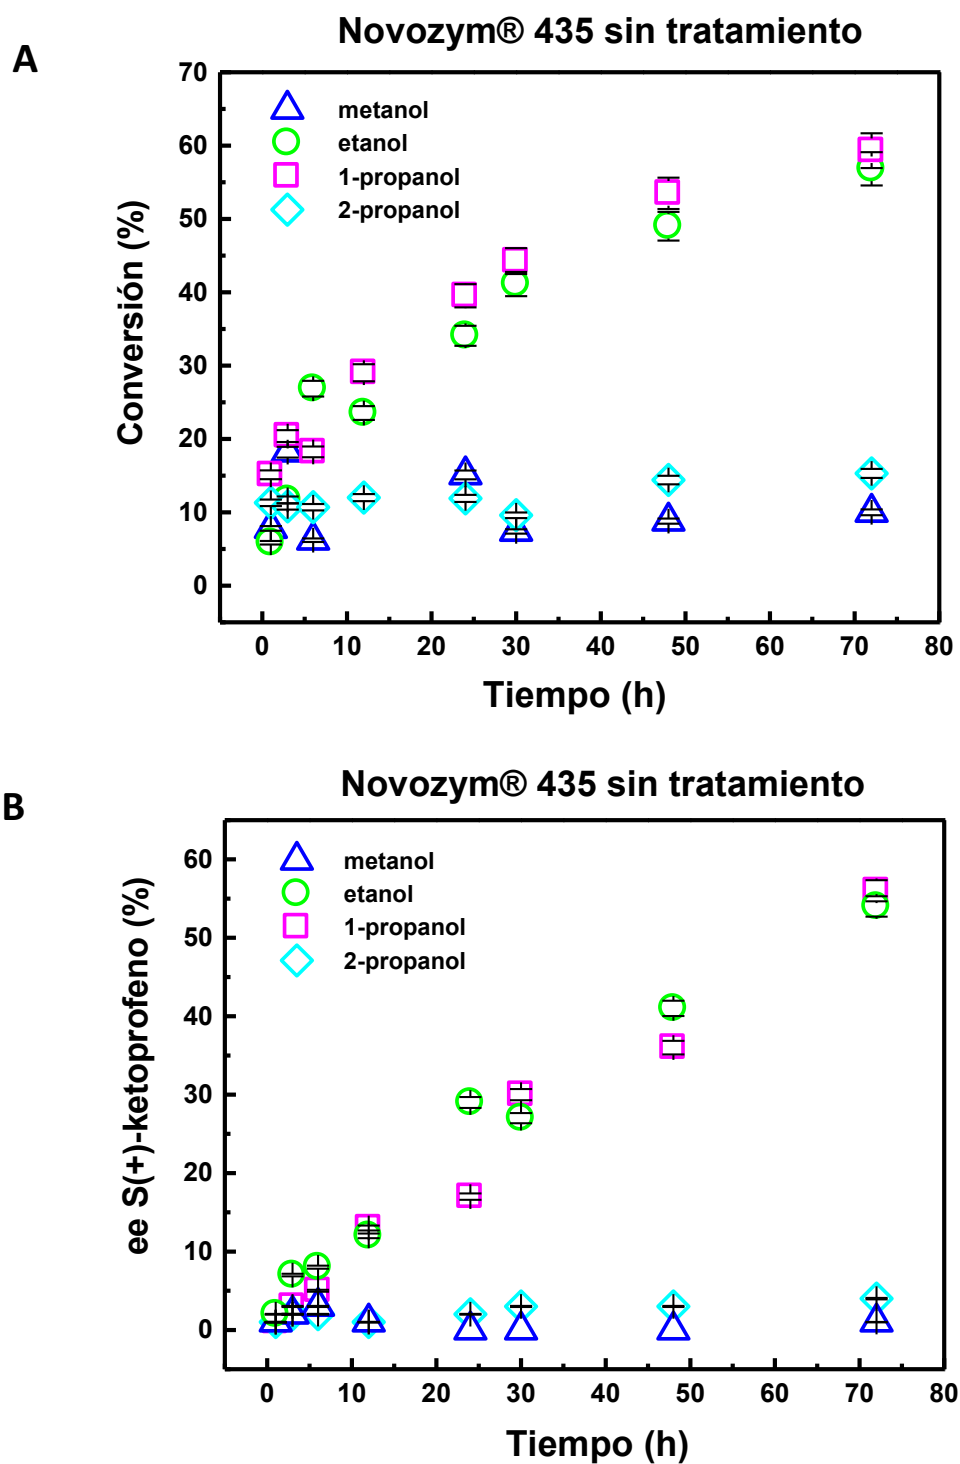 A
Novozym® 435 sin tratamiento
70
60
50
40
30
20
10
0
Conversión (%)
metanol
etanol
1-propanol
2-propanol
0 10 20 30 40 50 60 70 80
Tiempo (h)
B
Novozym® 435 sin tratamiento
60
50
40
30
20
10
0
ee S(+)-ketoprofeno (%)
metanol
etanol
1-propanol
2-propanol
0 10 20 30 40 50 60 70 80
Tiempo (h)